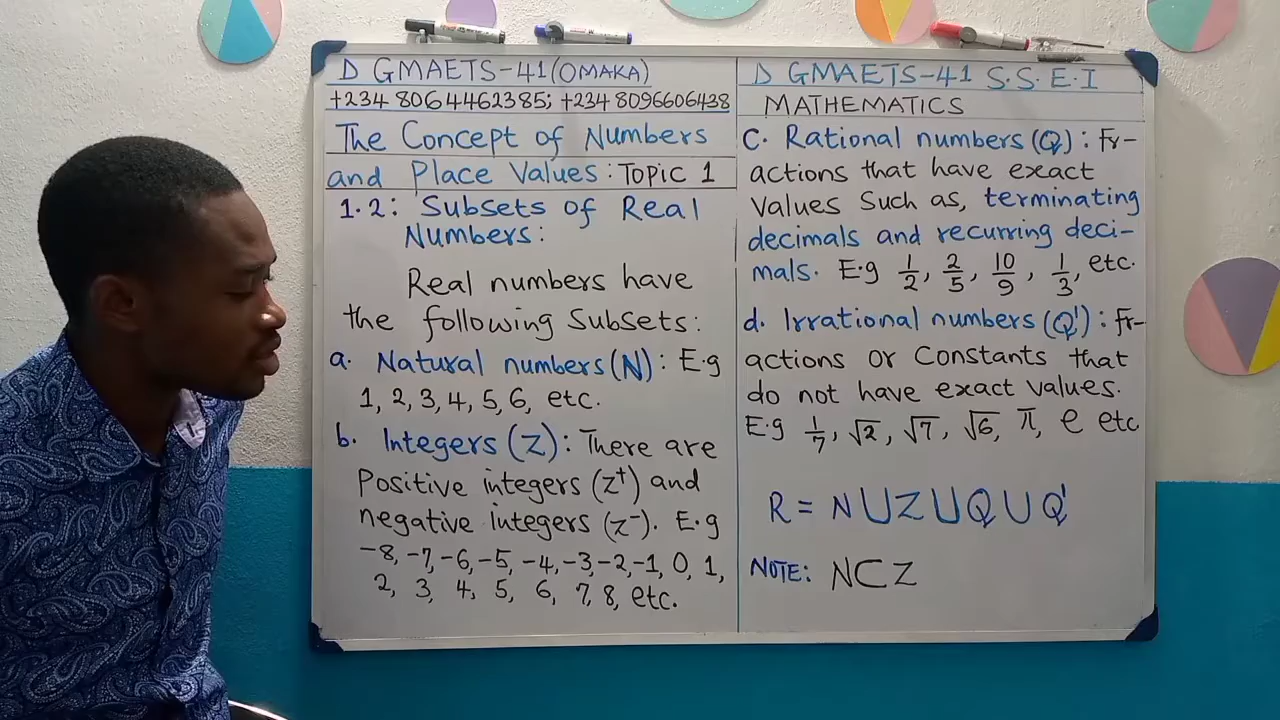 D GMAETS-41(OMAKA)
+234 8064462385; +234 8096606438
The Concept of Numbers
and Place Values: Topic 1
1.2: Subsets of Real
Numbers:
Real numbers have
the following Subsets:
a. Natural numbers (N): E.g
1, 2, 3, 4, 5, 6, etc.
b. Integers (Z): There are
Positive integers (Z⁺) and
negative integers (Z⁻). E.g
-8, -7, -6, -5, -4, -3, -2, -1, 0, 1,
2, 3, 4, 5, 6, 7, 8, etc.
D GMAETS-41 S.S.E.I
MATHEMATICS
C. Rational numbers (Q): Fr-
actions that have exact
Values Such as, terminating
decimals and recurring deci-
mals. E.g 1/2, 2/5, 10/9, 1/3, etc.
d. Irrational numbers (Q'): Fr-
actions or Constants that
do not have exact values.
E.g 1/7, √2, √7, √6, π, e etc
R = N ∪ Z ∪ Q ∪ Q'
NOTE: N⊂Z